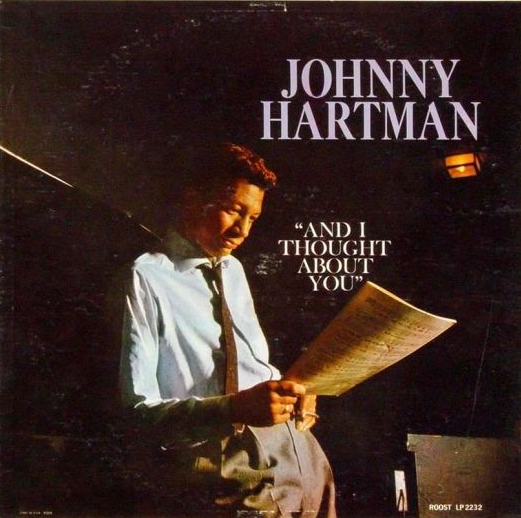 JOHNNY
HARTMAN
“AND I
THOUGHT
ABOUT
YOU”
ROOST LP 2232